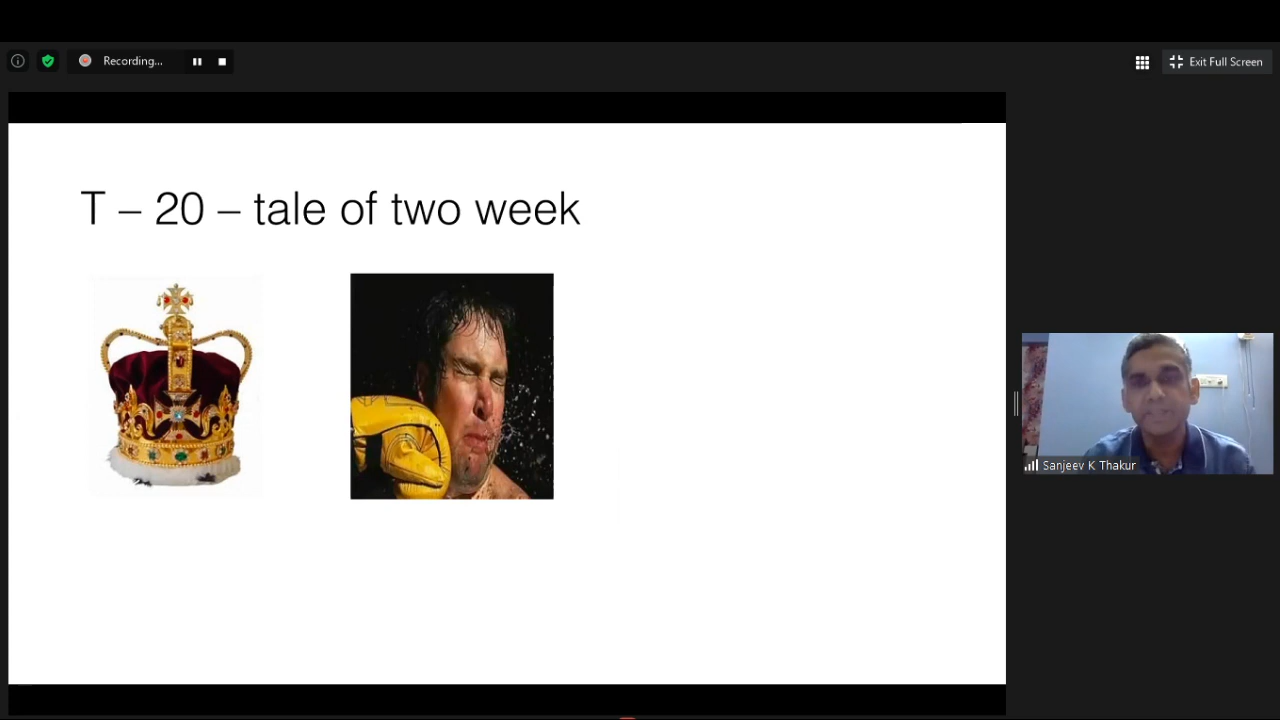 Recording...
Exit Full Screen
T – 20 – tale of two week
Sanjeev K Thakur